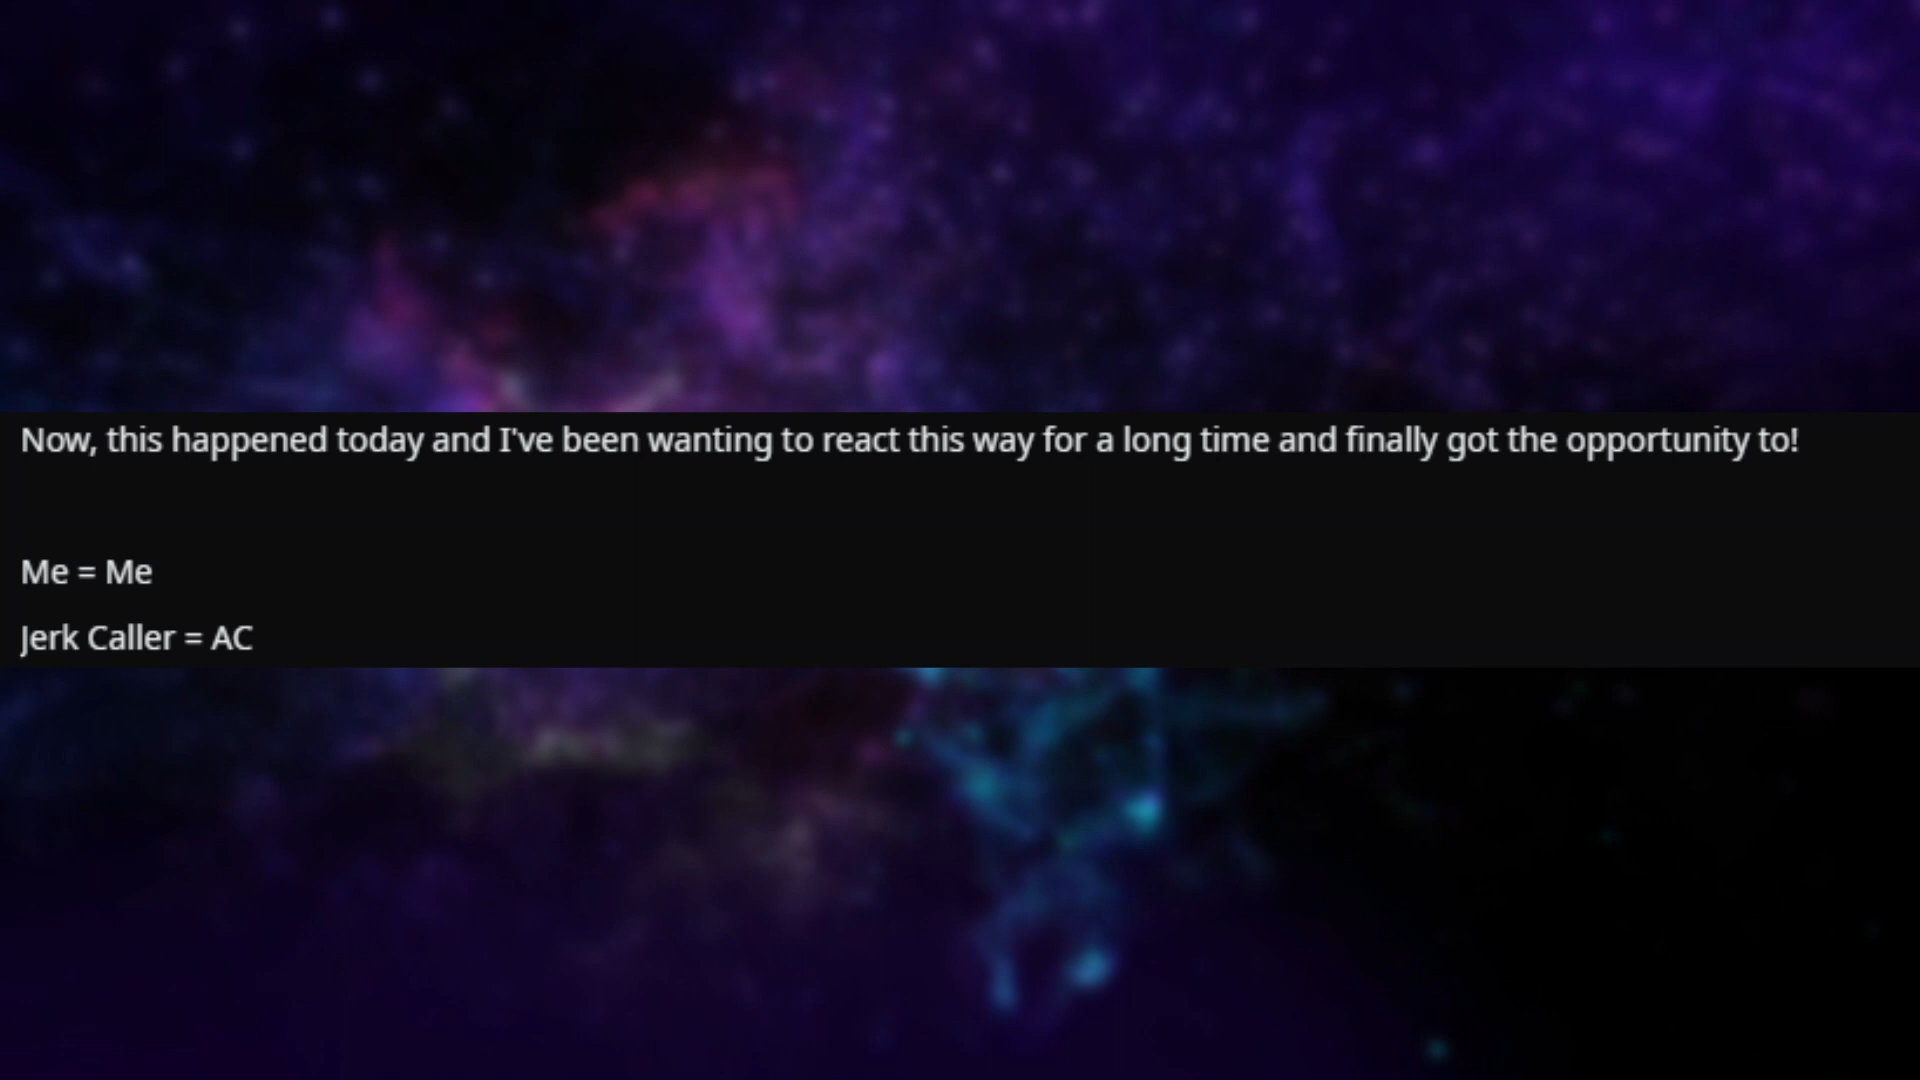 Now, this happened today and I've been wanting to react this way for a long time and finally got the opportunity to!
Me = Me
Jerk Caller = AC